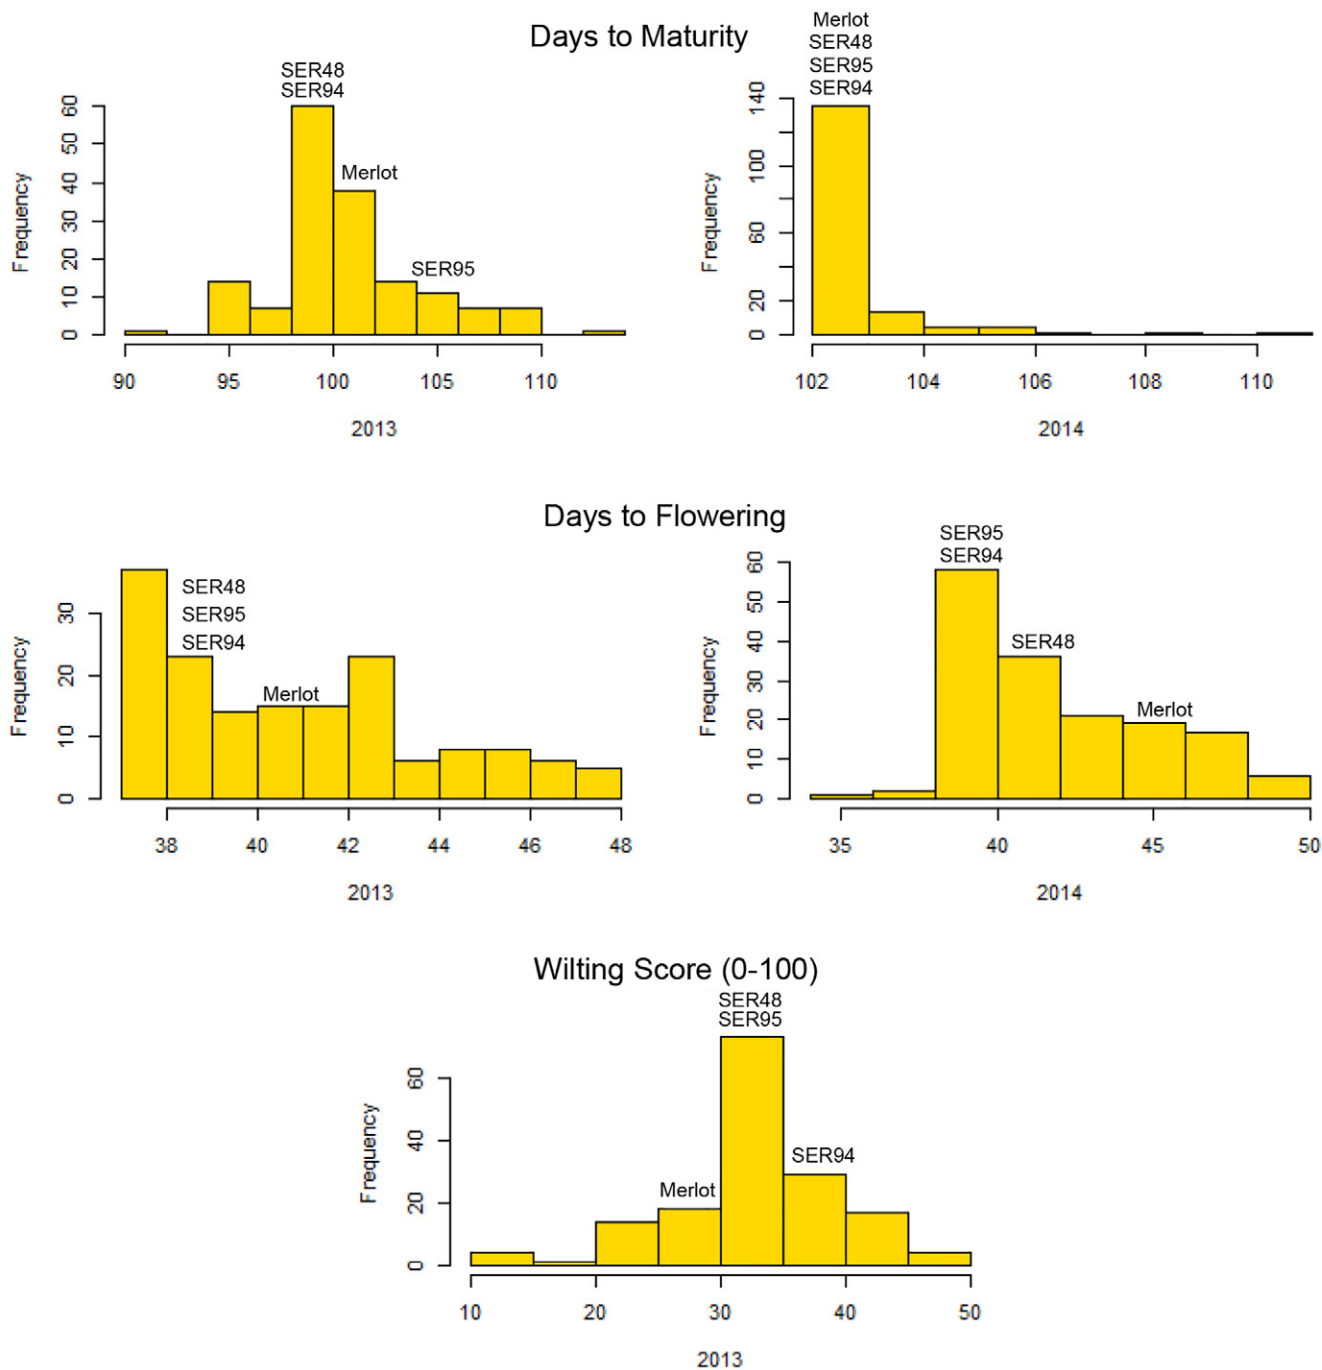 Days to Maturity
SER48
SER94
Merlot
SER95
Frequency
0 10 20 30 40 50 60
90 95 100 105 110
2013
Merlot
SER48
SER95
SER94
Frequency
0 20 60 100 140
102 104 106 108 110
2014
Days to Flowering
SER48
SER95
SER94
Merlot
Frequency
0 10 20 30
38 40 42 44 46 48
2013
SER95
SER94
SER48
Merlot
Frequency
0 10 20 30 40 50 60
35 40 45 50
2014
Wilting Score (0-100)
SER48
SER95
SER94
Merlot
Frequency
0 20 40 60
10 20 30 40 50
2013